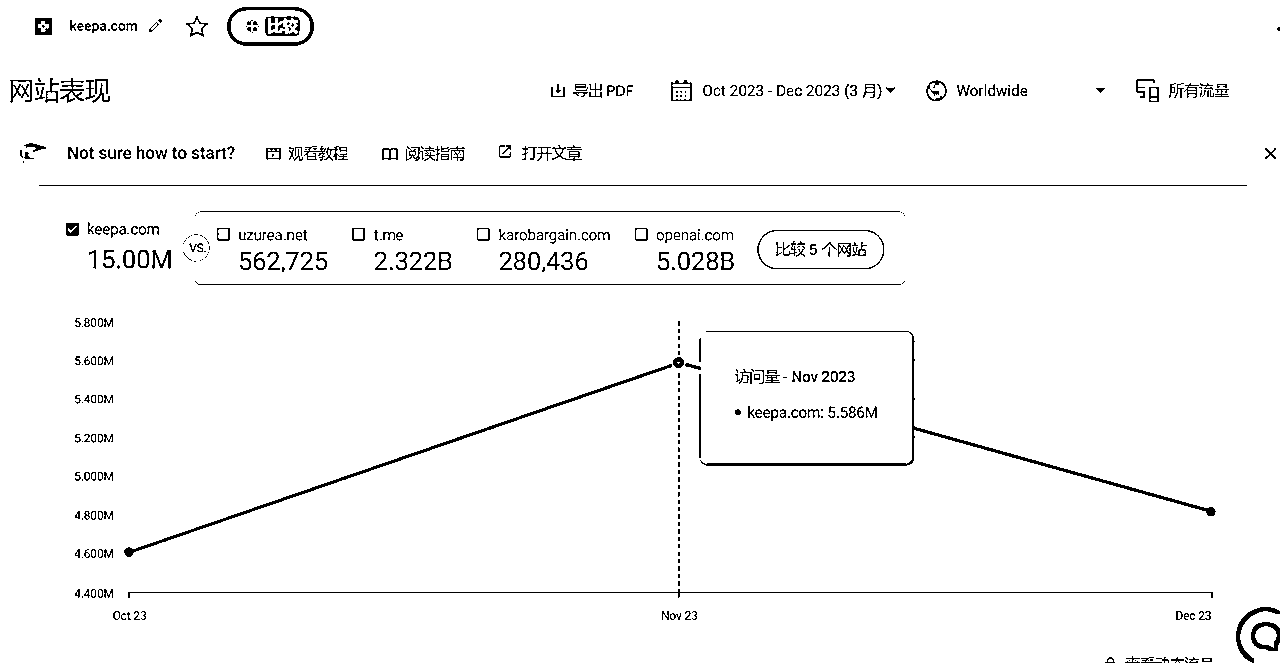 keepa.com 比较
网站表现
导出 PDF Oct 2023 - Dec 2023 (3 月) Worldwide 所有流量
Not sure how to start? 观看教程 阅读指南 打开文章
keepa.com uzurea.net t.me karobargain.com openai.com
15.00M vs. 562,725 2.322B 280,436 5.028B 比较 5 个网站
5.800M
5.600M
5.400M
5.200M
5.000M
4.800M
4.600M
4.400M
访问量 - Nov 2023
keepa.com: 5.586M
Oct 23 Nov 23 Dec 23